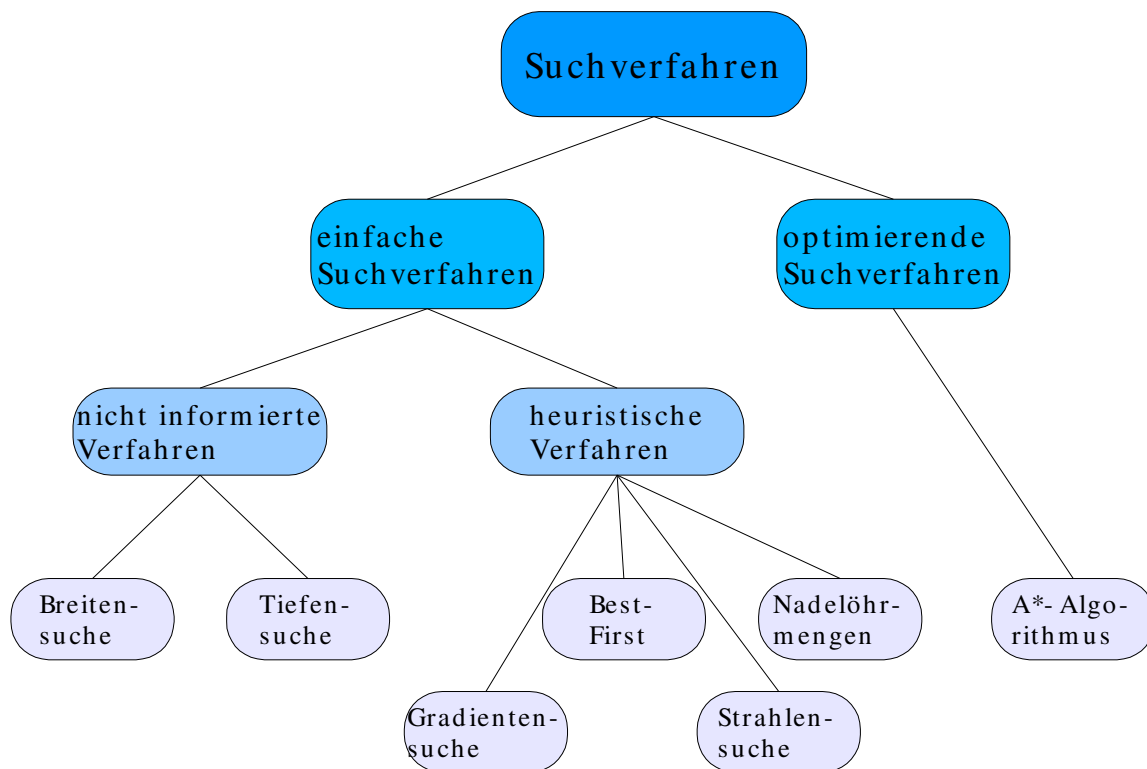 Suchverfahren
einfache
Suchverfahren
optimierende
Suchverfahren
nicht informierte
Verfahren
heuristische
Verfahren
Breiten-
suche
Tiefen-
suche
Best-
First
Nadelöhr-
mengen
A*-Algo-
rithmus
Gradienten-
suche
Strahlen-
suche